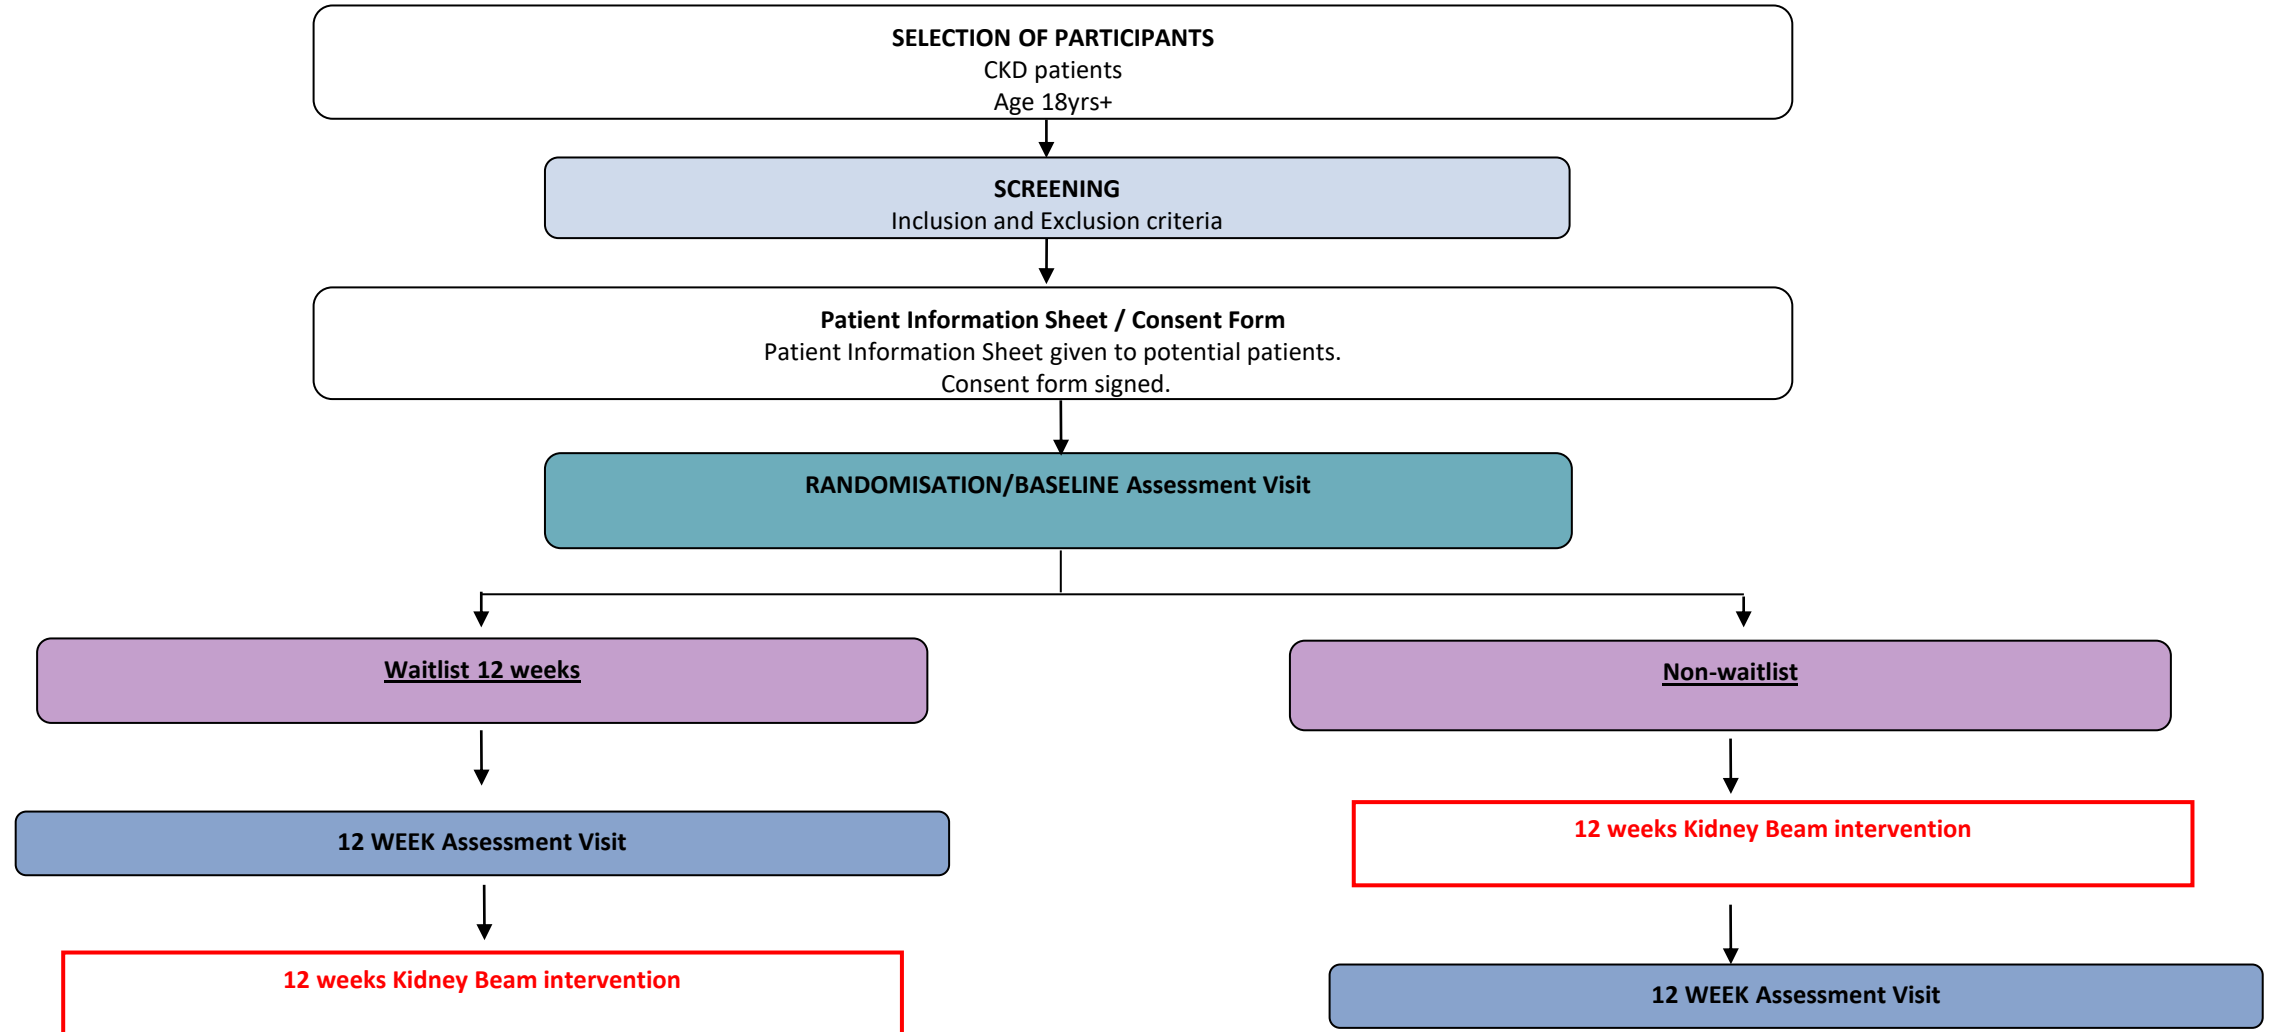 SELECTION OF PARTICIPANTS
CKD patients
Age 18yrs+
SCREENING
Inclusion and Exclusion criteria
Patient Information Sheet / Consent Form
Patient Information Sheet given to potential patients.
Consent form signed.
RANDOMISATION/BASELINE Assessment Visit
Waitlist 12 weeks
Non-waitlist
12 WEEK Assessment Visit
12 weeks Kidney Beam intervention
12 weeks Kidney Beam intervention
12 WEEK Assessment Visit